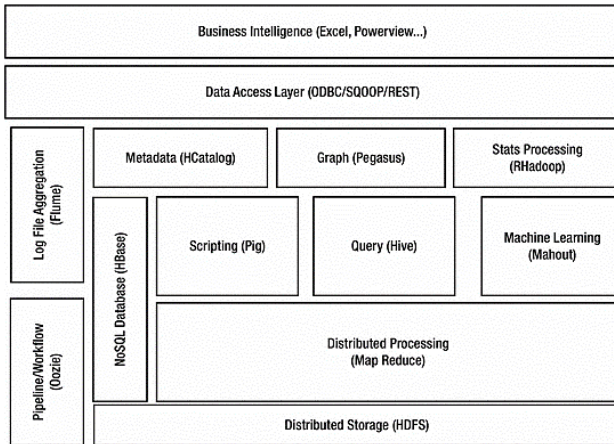 Business Intelligence (Excel, Powerview...)
Data Access Layer (ODBC/SQOOP/REST)
Log File Aggregation
(Flume)
Metadata (HCatalog)
Graph (Pegasus)
Stats Processing
(RHadoop)
NoSQL Database (HBase)
Scripting (Pig)
Query (Hive)
Machine Learning
(Mahout)
Pipeline/Workflow
(Oozie)
Distributed Processing
(Map Reduce)
Distributed Storage (HDFS)